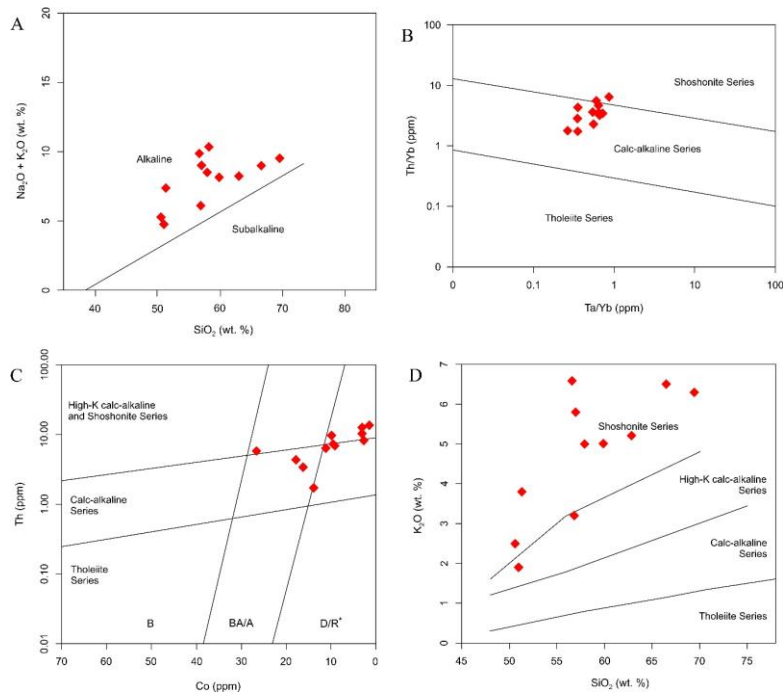 A
20
15
10
5
0
Na₂O + K₂O (wt. %)
Alkaline
Subalkaline
40
50
60
70
80
SiO₂ (wt. %)
B
100
10
1
0.1
0
Th/Yb (ppm)
Shoshonite Series
Calc-alkaline Series
Tholeiite Series
0
0.1
1
10
100
Ta/Yb (ppm)
C
100.00
10.00
1.00
0.10
0.01
Th (ppm)
High-K calc-alkaline
and Shoshonite Series
Calc-alkaline
Series
Tholeiite
Series
B
BA/A
D/R*
70
50
40
30
20
10
0
Co (ppm)
D
7
6
5
4
3
2
1
0
K₂O (wt. %)
Shoshonite Series
High-K calc-alkaline
Series
Calc-alkaline
Series
Tholeiite Series
45
50
55
60
65
70
75
SiO₂ (wt. %)